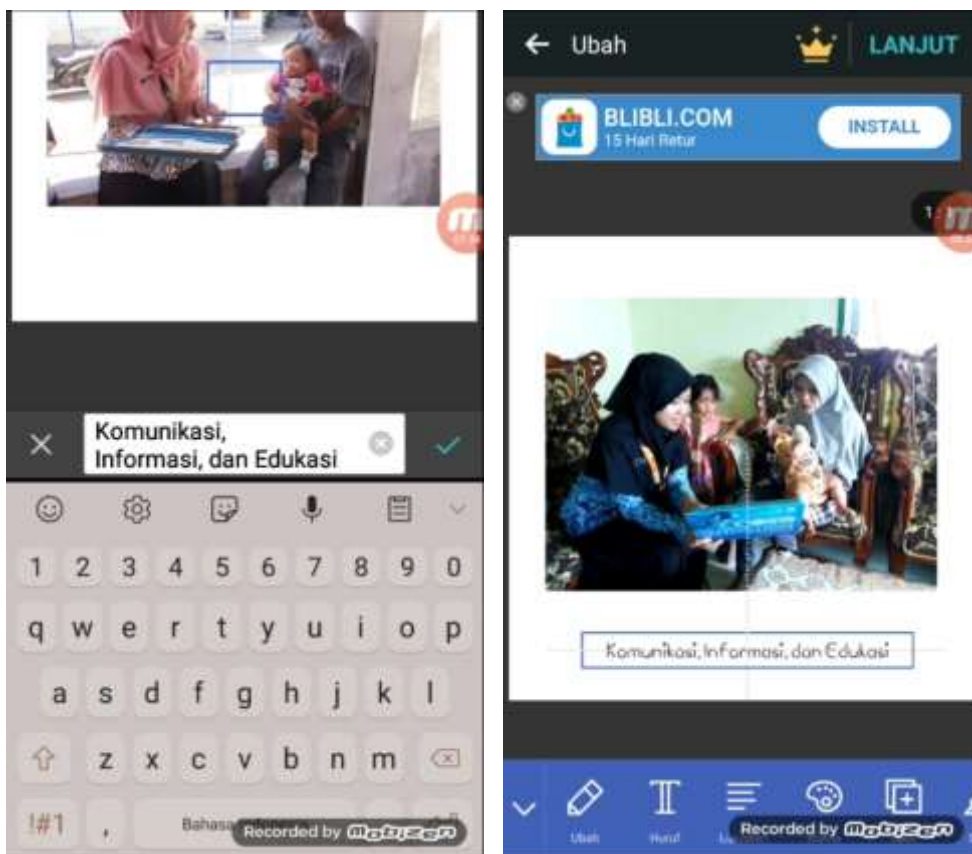 Komunikasi,
Informasi, dan Edukasi
1 2 3 4 5 6 7 8 9 0
q w e r t y u i o p
a s d f g h j k l
z x c v b n m
!#1 ,
Recorded by mobizen
Ubah
LANJUT
BLIBLI.COM
15 Hari Retur
INSTALL
Komunikasi, Informasi, dan Edukasi
Ubah
Huruf
Recorded by mobizen